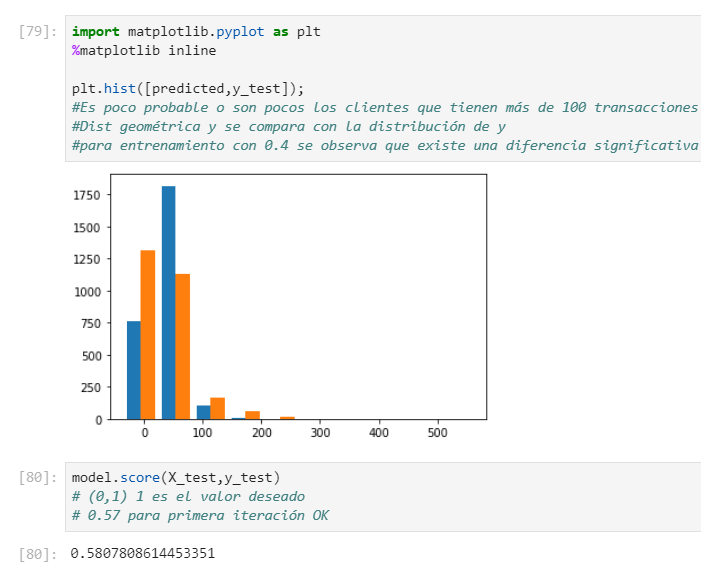 [79]: import matplotlib.pyplot as plt
%matplotlib inline
plt.hist([predicted,y_test]);
#Es poco probable o son pocos los clientes que tienen más de 100 transacciones
#Dist geométrica y se compara con la distribución de y
#para entrenamiento con 0.4 se observa que existe una diferencia significativa
1750
1500
1250
1000
750
500
250
0
0 100 200 300 400 500
[80]: model.score(X_test,y_test)
# (0,1) 1 es el valor deseado
# 0.57 para primera iteración OK
[80]: 0.5807808614453351